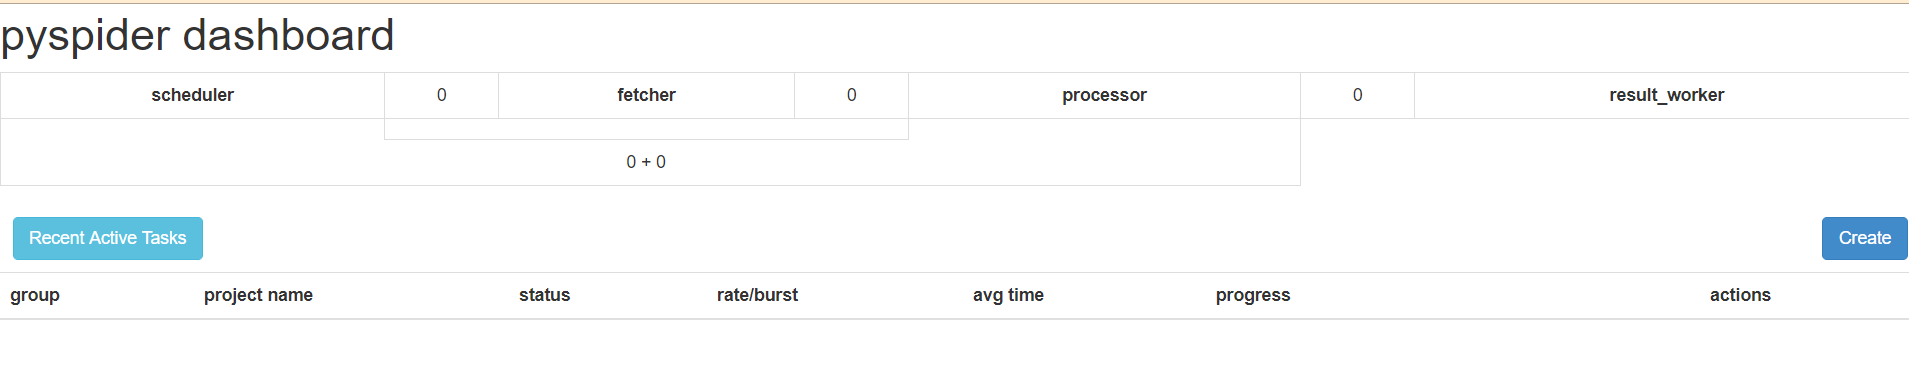 pyspider dashboard
scheduler 0 fetcher 0 processor 0 result_worker
0 + 0
Recent Active Tasks Create
group project name status rate/burst avg time progress actions